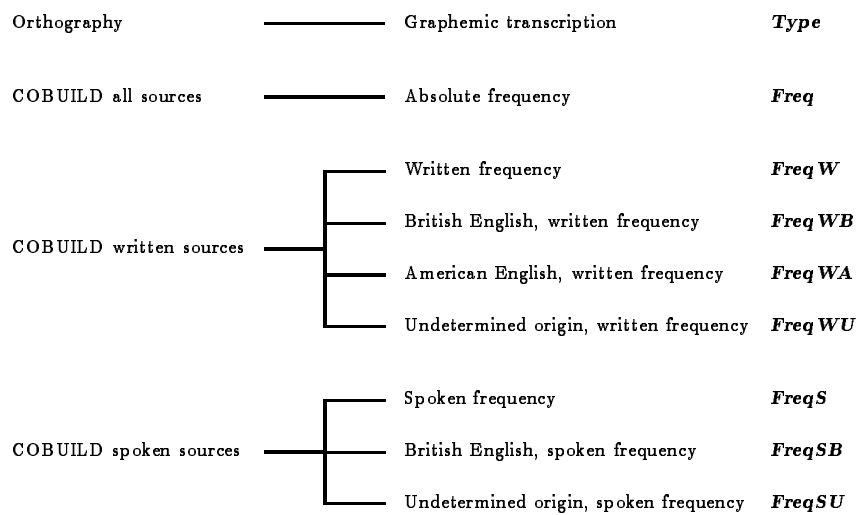 Orthography Graphemic transcription Type
COBUILD all sources Absolute frequency Freq
Written frequency FreqW
British English, written frequency FreqWB
COBUILD written sources
American English, written frequency FreqWA
Undetermined origin, written frequency FreqWU
Spoken frequency FreqS
COBUILD spoken sources British English, spoken frequency FreqSB
Undetermined origin, spoken frequency FreqSU